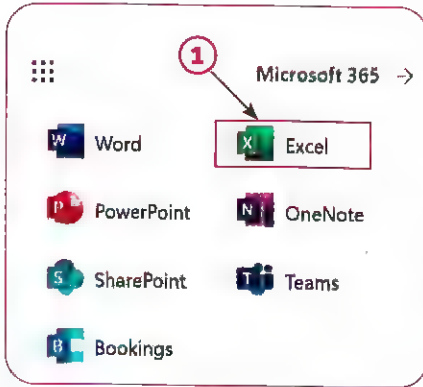 1
Microsoft 365 →
W Word
X Excel
P PowerPoint
N OneNote
S SharePoint
T Teams
B Bookings